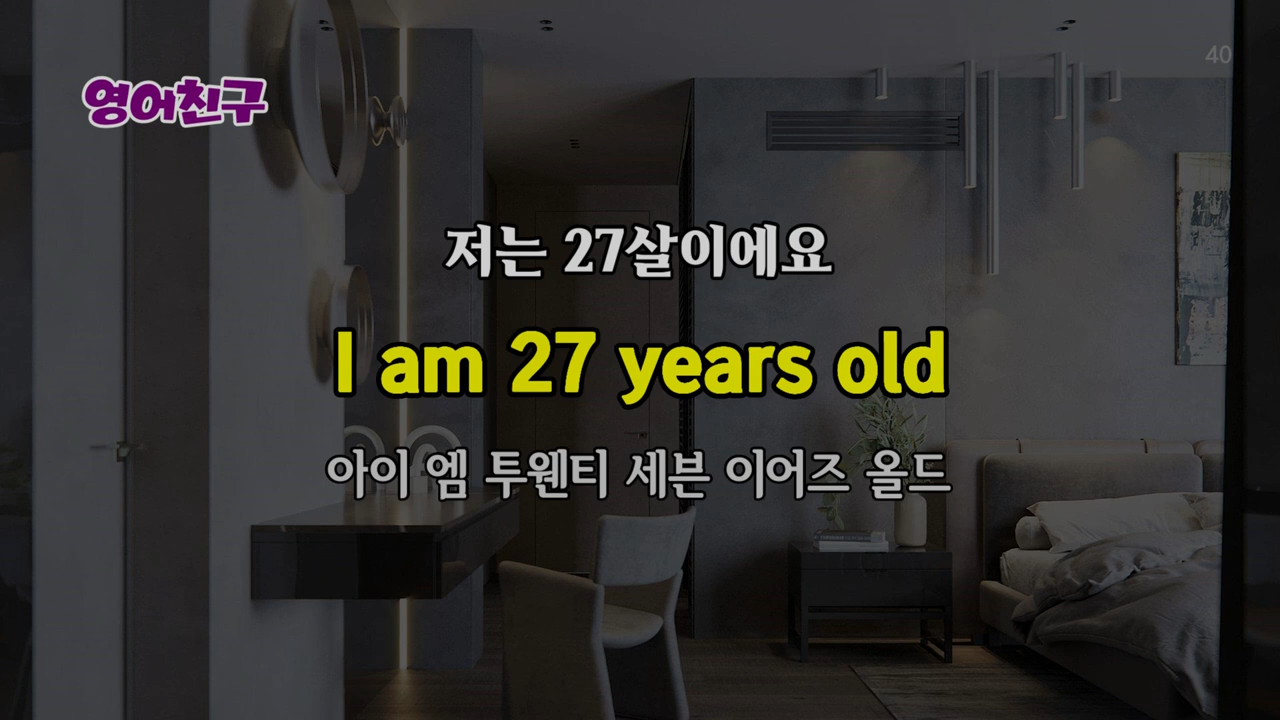 40
영어친구
저는 27살이에요
I am 27 years old
아이 엠 투웬티 세븐 이어즈 올드